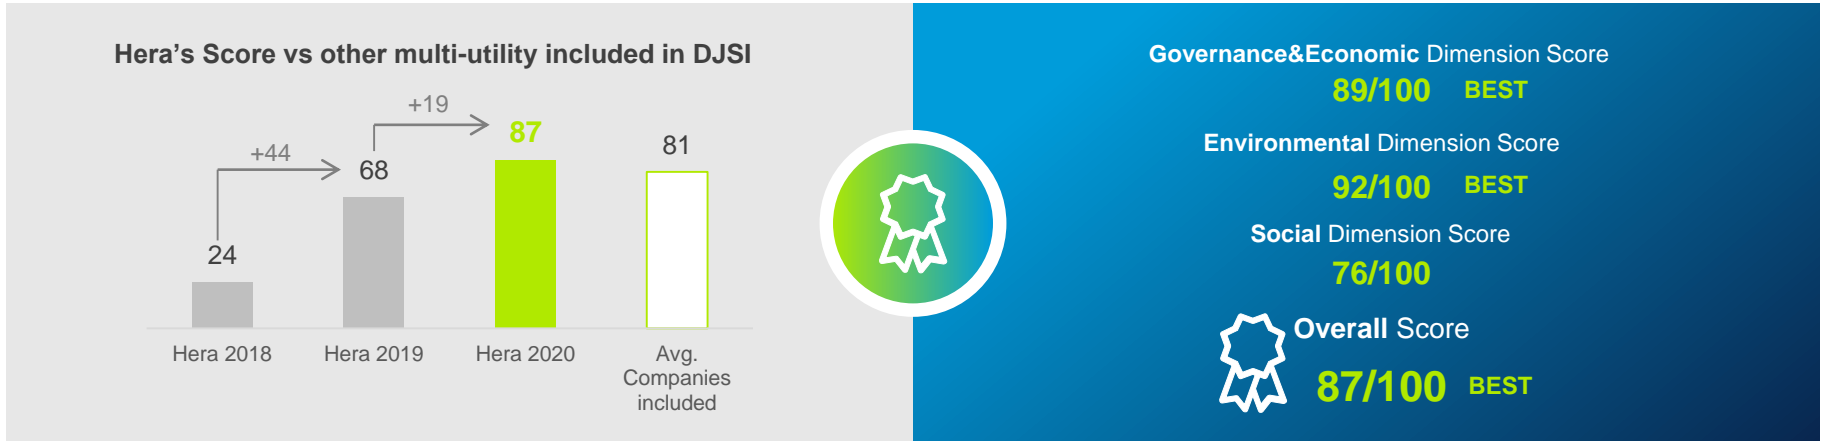 Hera’s Score vs other multi-utility included in DJSI
+19
87
81
+44
68
24
Hera 2018
Hera 2019
Hera 2020
Avg.
Companies
included
Governance&Economic Dimension Score
89/100 BEST
Environmental Dimension Score
92/100 BEST
Social Dimension Score
76/100
Overall Score
87/100 BEST